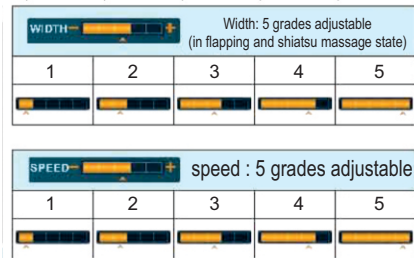 WIDTH− + Width: 5 grades adjustable
(in flapping and shiatsu massage state)
1 2 3 4 5
SPEED− + speed : 5 grades adjustable
1 2 3 4 5